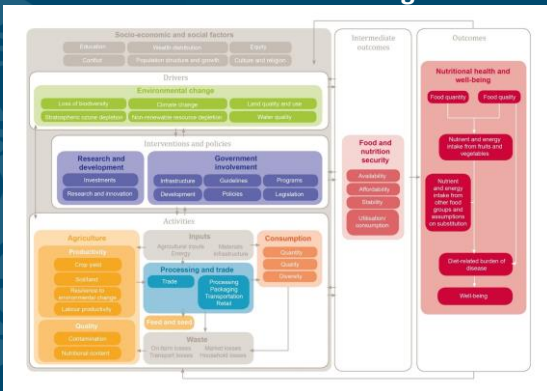 Socio-economic and social factors
Education
Wealth distribution
Equity
Conflict
Population structure and growth
Culture and religion
Drivers
Environmental change
Loss of biodiversity
Climate change
Land quality and use
Stratospheric ozone depletion
Non-renewable resource depletion
Water quality
Interventions and policies
Research and
development
Investments
Research and innovation
Government
involvement
Infrastructure
Guidelines
Programs
Development
Policies
Legislation
Activities
Agriculture
Productivity
Crop yield
Soil/land
Resilience to
environmental change
Labour productivity
Quality
Contamination
Nutritional content
Inputs
Agricultural inputs
Energy
Materials
Infrastructure
Processing and trade
Trade
Processing
Packaging
Transportation
Retail
Food and seed
Waste
On-farm losses
Transport losses
Market losses
Household losses
Consumption
Quantity
Quality
Diversity
Intermediate
outcomes
Food and
nutrition
security
Availability
Affordability
Stability
Utilisation/
consumption
Outcomes
Nutritional health and
well-being
Food quantity
Food quality
Nutrient and energy
intake from fruits and
vegetables
Nutrient
and energy
intake from
other food
groups and
assumptions
on substitution
Diet-related burden of
disease
Well-being